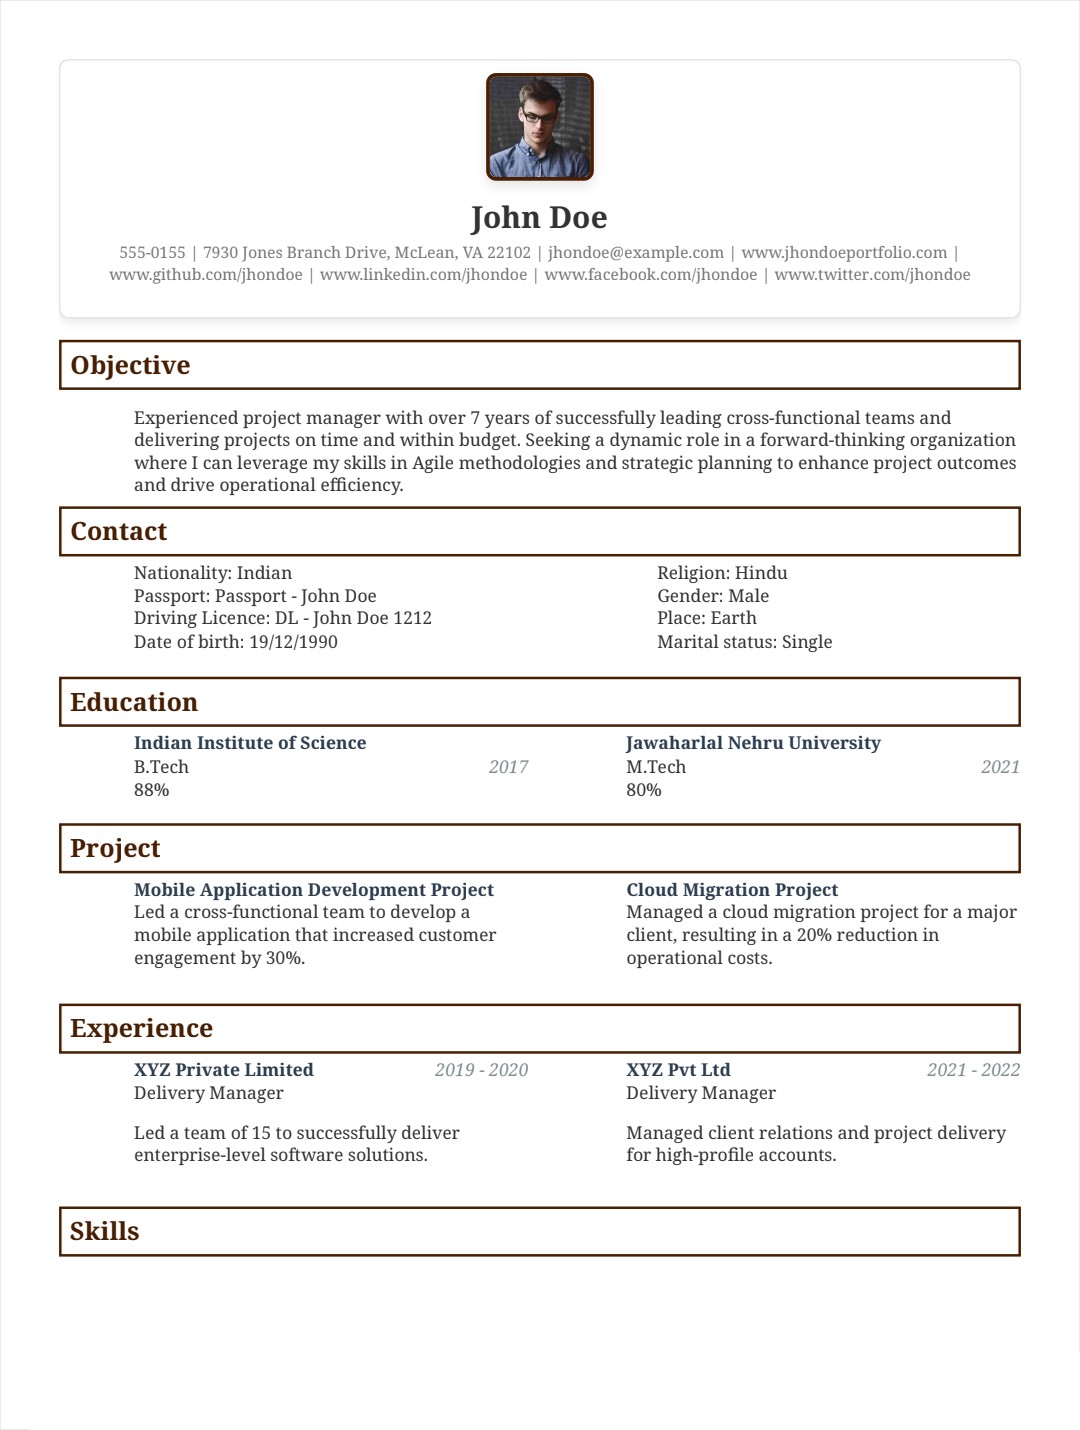 John Doe
555-0155 | 7930 Jones Branch Drive, McLean, VA 22102 | jhondoe@example.com | www.jhondoeportfolio.com |
www.github.com/jhondoe | www.linkedin.com/jhondoe | www.facebook.com/jhondoe | www.twitter.com/jhondoe
Objective
Experienced project manager with over 7 years of successfully leading cross-functional teams and
delivering projects on time and within budget. Seeking a dynamic role in a forward-thinking organization
where I can leverage my skills in Agile methodologies and strategic planning to enhance project outcomes
and drive operational efficiency.
Contact
Nationality: Indian
Passport: Passport - John Doe
Driving Licence: DL - John Doe 1212
Date of birth: 19/12/1990
Religion: Hindu
Gender: Male
Place: Earth
Marital status: Single
Education
Indian Institute of Science
B.Tech 2017
88%
Jawaharlal Nehru University
M.Tech 2021
80%
Project
Mobile Application Development Project
Led a cross-functional team to develop a
mobile application that increased customer
engagement by 30%.
Cloud Migration Project
Managed a cloud migration project for a major
client, resulting in a 20% reduction in
operational costs.
Experience
XYZ Private Limited 2019 - 2020
Delivery Manager
Led a team of 15 to successfully deliver
enterprise-level software solutions.
XYZ Pvt Ltd 2021 - 2022
Delivery Manager
Managed client relations and project delivery
for high-profile accounts.
Skills